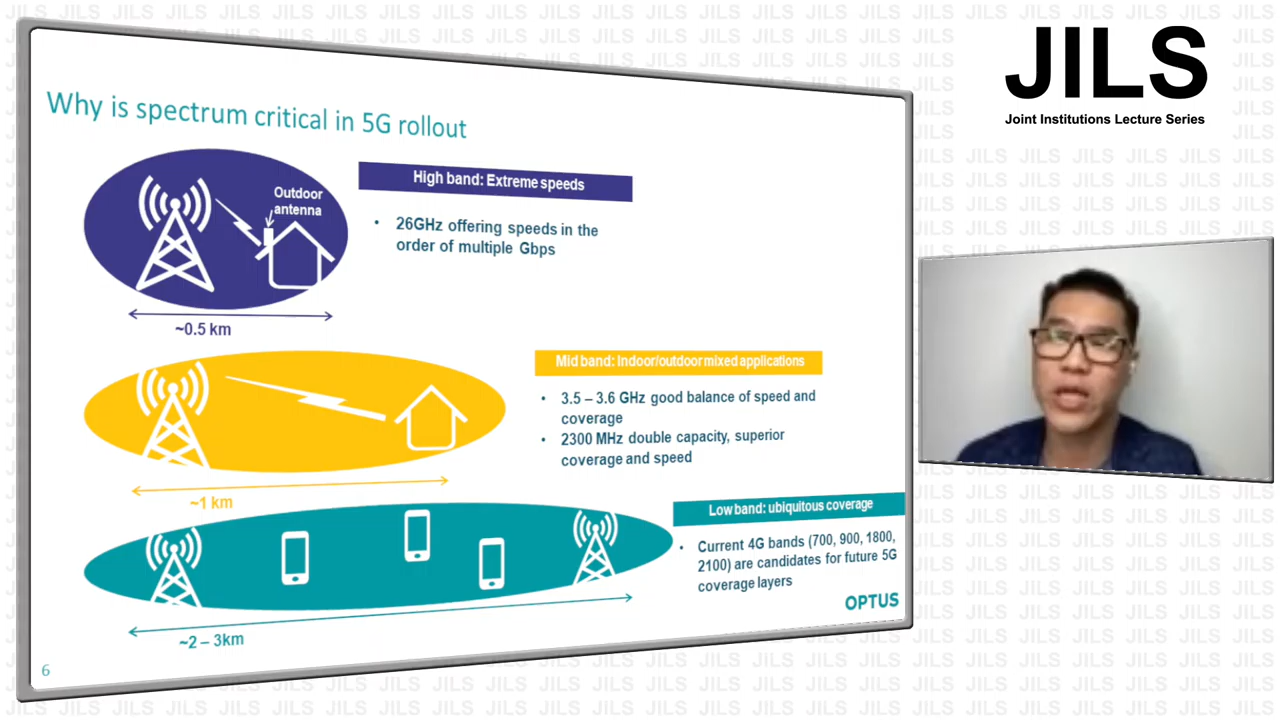 Why is spectrum critical in 5G rollout
Outdoor
antenna
~0.5 km
High band: Extreme speeds
• 26GHz offering speeds in the
order of multiple Gbps
~1 km
Mid band: Indoor/outdoor mixed applications
• 3.5 – 3.6 GHz good balance of speed and
coverage
• 2300 MHz double capacity, superior
coverage and speed
~2 – 3km
Low band: ubiquitous coverage
• Current 4G bands (700, 900, 1800,
2100) are candidates for future 5G
coverage layers
OPTUS
6
JILS
Joint Institutions Lecture Series